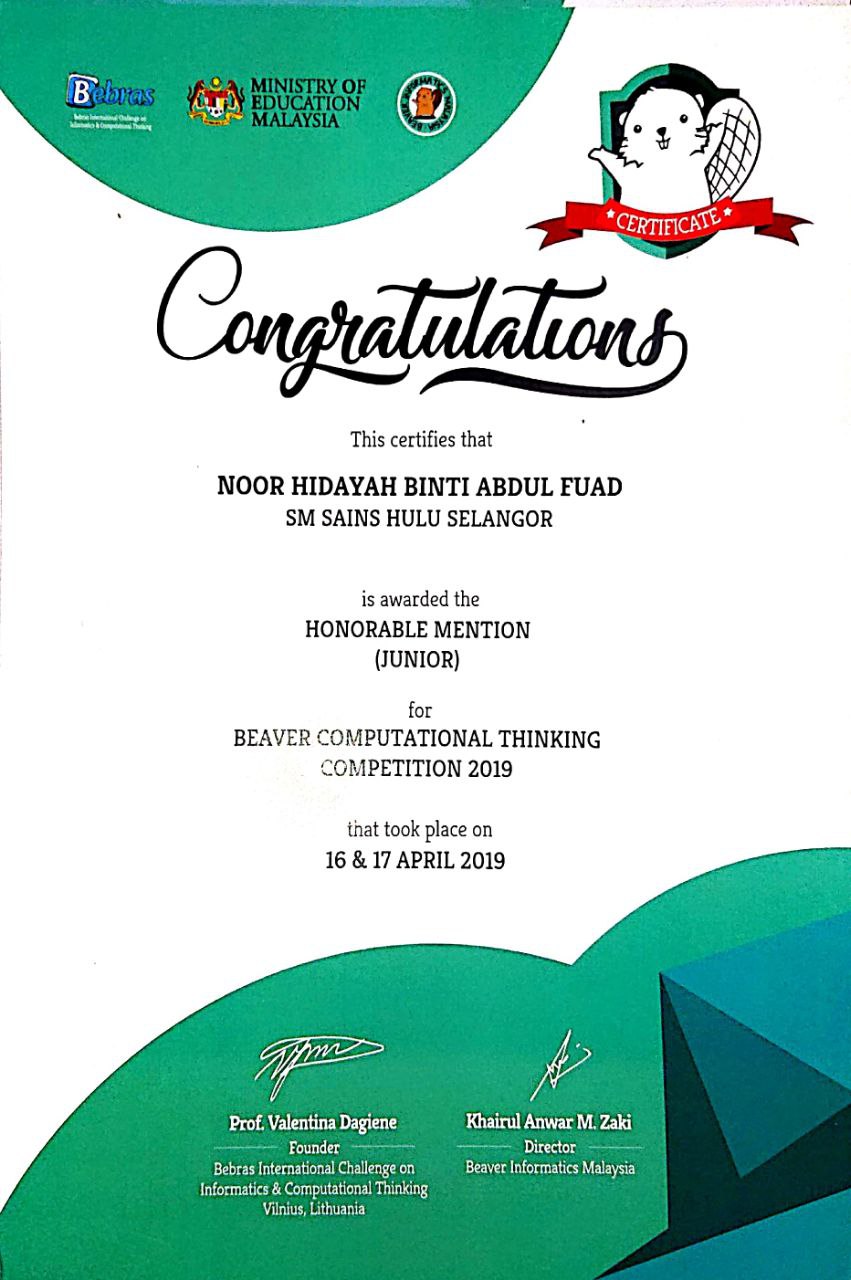 Bebras
Bebras International Challenge on
Informatics & Computational Thinking
MINISTRY OF
EDUCATION
MALAYSIA
BEAVER INFORMATICS MALAYSIA
CERTIFICATE
Congratulations
This certifies that
NOOR HIDAYAH BINTI ABDUL FUAD
SM SAINS HULU SELANGOR
is awarded the
HONORABLE MENTION
(JUNIOR)
for
BEAVER COMPUTATIONAL THINKING
COMPETITION 2019
that took place on
16 & 17 APRIL 2019
Prof. Valentina Dagiene
Founder
Bebras International Challenge on
Informatics & Computational Thinking
Vilnius, Lithuania
Khairul Anwar M. Zaki
Director
Beaver Informatics Malaysia